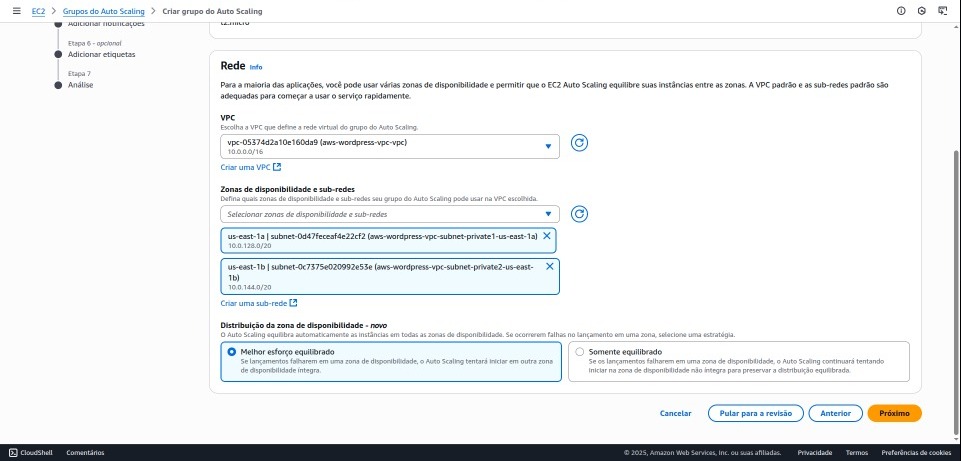 EC2 > Grupos do Auto Scaling > Criar grupo do Auto Scaling
Adicionar notificações
Etapa 6 - opcional
Adicionar etiquetas
Etapa 7
Análise
t2.micro
Rede Info
Para a maioria das aplicações, você pode usar várias zonas de disponibilidade e permitir que o EC2 Auto Scaling equilibre suas instâncias entre as zonas. A VPC padrão e as sub-redes padrão são
adequadas para começar a usar o serviço rapidamente.
VPC
Escolha a VPC que define a rede virtual do grupo do Auto Scaling.
vpc-05374d2a10e160da9 (aws-wordpress-vpc-vpc)
10.0.0.0/16
Criar uma VPC
Zonas de disponibilidade e sub-redes
Defina quais zonas de disponibilidade e sub-redes seu grupo do Auto Scaling pode usar na VPC escolhida.
Selecionar zonas de disponibilidade e sub-redes
us-east-1a | subnet-0d47feceaf4e22cf2 (aws-wordpress-vpc-subnet-private1-us-east-1a)
10.0.128.0/20
us-east-1b | subnet-0c7375e020992e53e (aws-wordpress-vpc-subnet-private2-us-east-
1b)
10.0.144.0/20
Criar uma sub-rede
Distribuição da zona de disponibilidade - novo
O Auto Scaling equilibra automaticamente as instâncias em todas as zonas de disponibilidade. Se ocorrerem falhas no lançamento em uma zona, selecione uma estratégia.
Melhor esforço equilibrado
Se lançamentos falharem em uma zona de disponibilidade, o Auto Scaling tentará iniciar em outra zona
de disponibilidade íntegra.
Somente equilibrado
Se os lançamentos falharem em uma zona de disponibilidade, o Auto Scaling continuará tentando
iniciar na zona de disponibilidade não íntegra para preservar a distribuição equilibrada.
Cancelar
Pular para a revisão
Anterior
Próximo
CloudShell
Comentários
© 2025, Amazon Web Services, Inc. ou suas afiliadas.
Privacidade
Termos
Preferências de cookies